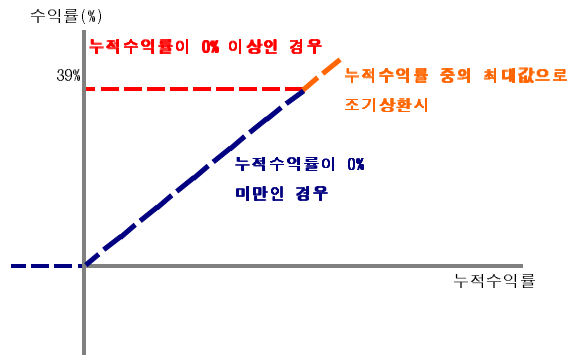 수익률(%)
누적수익률이 0% 이상인 경우
39%
누적수익률 중의 최대값으로
조기상환시
누적수익률이 0%
미만인 경우
누적수익률